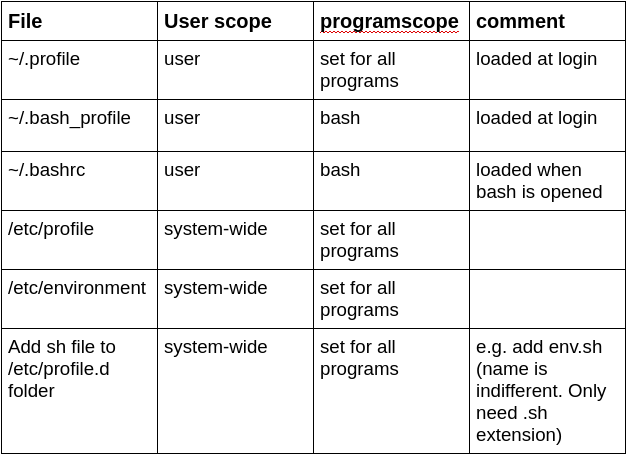 File User scope programscope comment
~/.profile user set for all loaded at login
programs
~/.bash_profile user bash loaded at login
~/.bashrc user bash loaded when
bash is opened
/etc/profile system-wide set for all
programs
/etc/environment system-wide set for all
programs
Add sh file to system-wide set for all e.g. add env.sh
/etc/profile.d programs (name is
folder indifferent. Only
need .sh
extension)